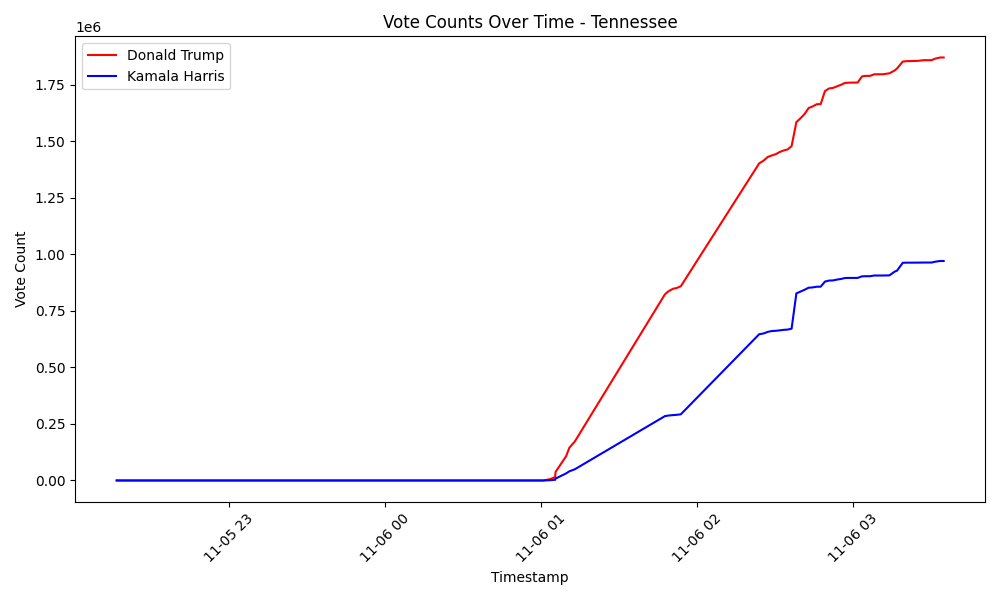 Vote Counts Over Time - Tennessee
1e6
Donald Trump
Kamala Harris
1.75
1.50
1.25
1.00
0.75
0.50
0.25
0.00
Vote Count
11-05 23
11-06 00
11-06 01
11-06 02
11-06 03
Timestamp